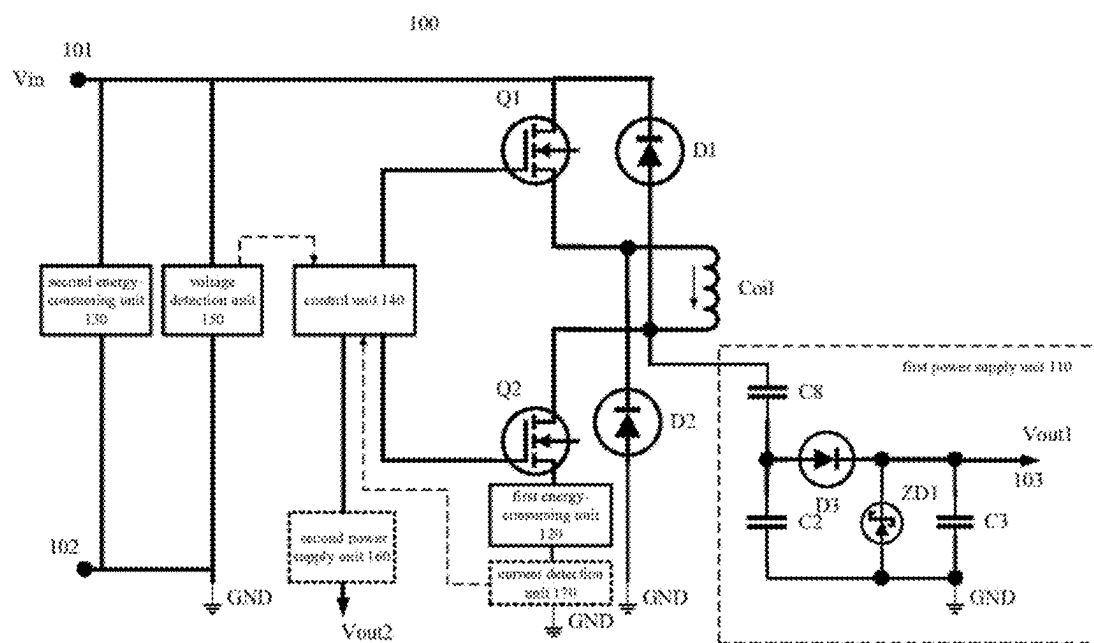 100
101
Vin
Q1
D1
second energy-
consuming unit
130
voltage
detection unit
150
control unit 140
Coil
first power supply unit 110
Q2
D2
C8
Vout1
103
D3
ZD1
C2
C3
first energy-
consuming unit
120
second power
supply unit 160
current detection
unit 170
102
GND
GND
GND
GND
Vout2